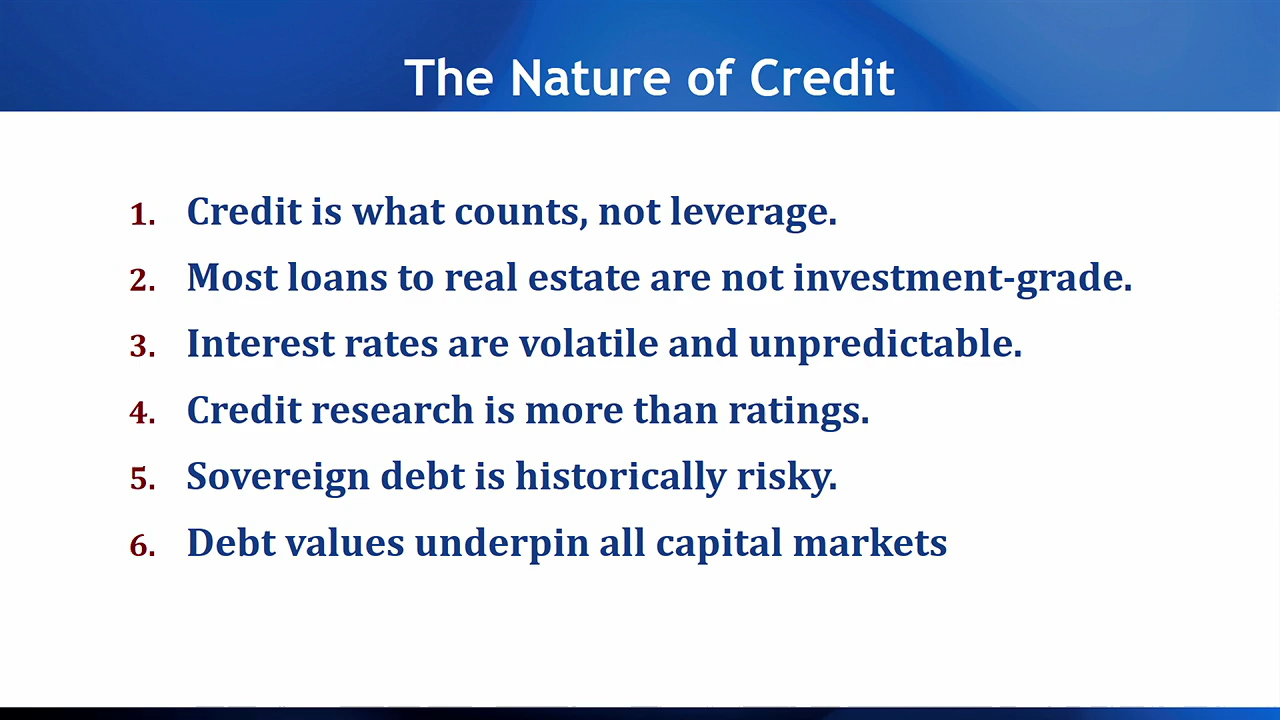 The Nature of Credit
1. Credit is what counts, not leverage.
2. Most loans to real estate are not investment-grade.
3. Interest rates are volatile and unpredictable.
4. Credit research is more than ratings.
5. Sovereign debt is historically risky.
6. Debt values underpin all capital markets